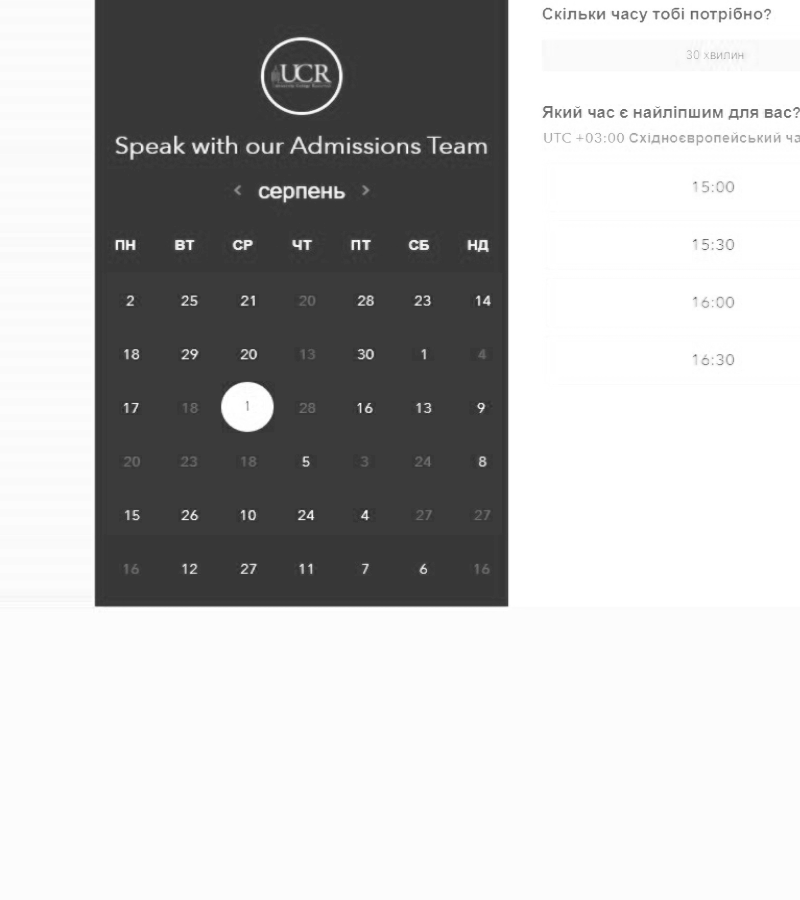 UCR
Speak with our Admissions Team
< серпень >
ПН ВТ СР ЧТ ПТ СБ НД
2 25 21 20 28 23 14
18 29 20 13 30 1 4
17 18 1 28 16 13 9
20 23 18 5 3 24 8
15 26 10 24 4 27 27
16 12 27 11 7 6 16
Скільки часу тобі потрібно?
30 хвилин
Який час є найліпшим для вас?
UTC +03:00 Східноєвропейський ча
15:00
15:30
16:00
16:30